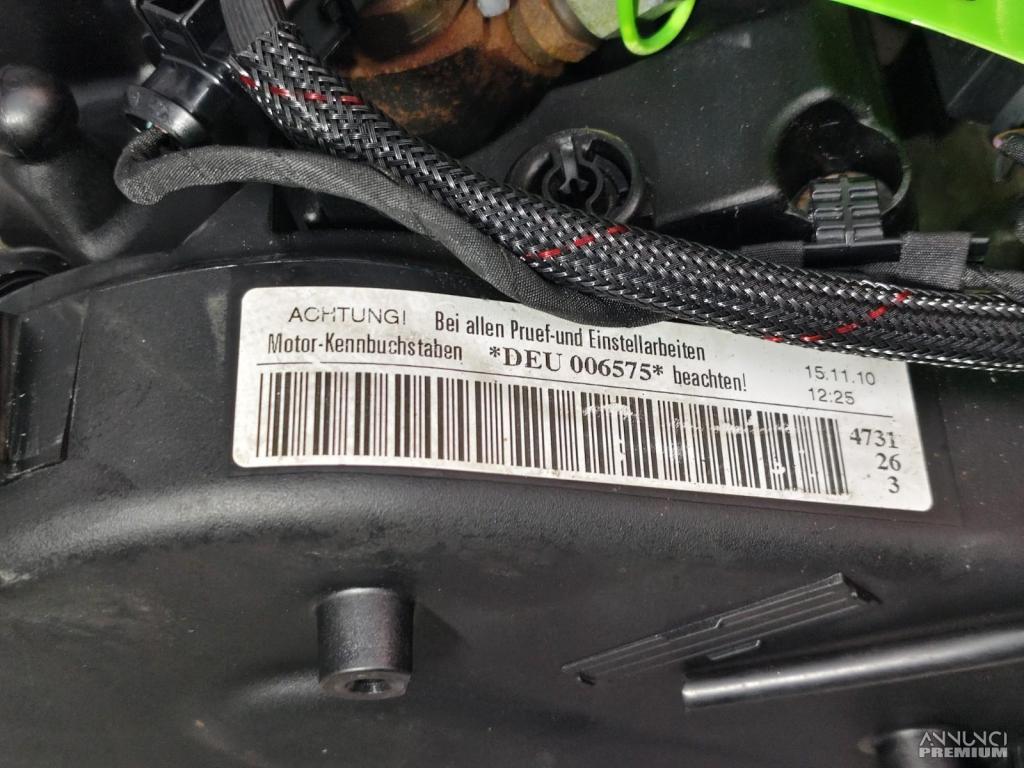 ACHTUNG! Bei allen Pruef-und Einstellarbeiten
Motor-Kennbuchstaben *DEU 006575* beachten!
15.11.10
12:25
4731
26
3
ANNUNCI
PREMIUM